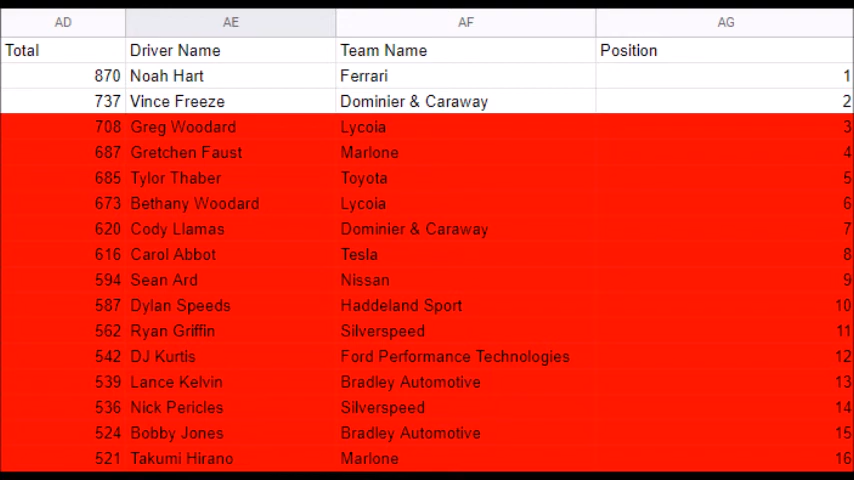 AD AE AF AG
Total Driver Name Team Name Position
870 Noah Hart Ferrari 1
737 Vince Freeze Dominier & Caraway 2
708 Greg Woodard Lycoia 3
687 Gretchen Faust Marlone 4
685 Tylor Thaber Toyota 5
673 Bethany Woodard Lycoia 6
620 Cody Llamas Dominier & Caraway 7
616 Carol Abbot Tesla 8
594 Sean Ard Nissan 9
587 Dylan Speeds Haddeland Sport 10
562 Ryan Griffin Silverspeed 11
542 DJ Kurtis Ford Performance Technologies 12
539 Lance Kelvin Bradley Automotive 13
536 Nick Pericles Silverspeed 14
524 Bobby Jones Bradley Automotive 15
521 Takumi Hirano Marlone 16